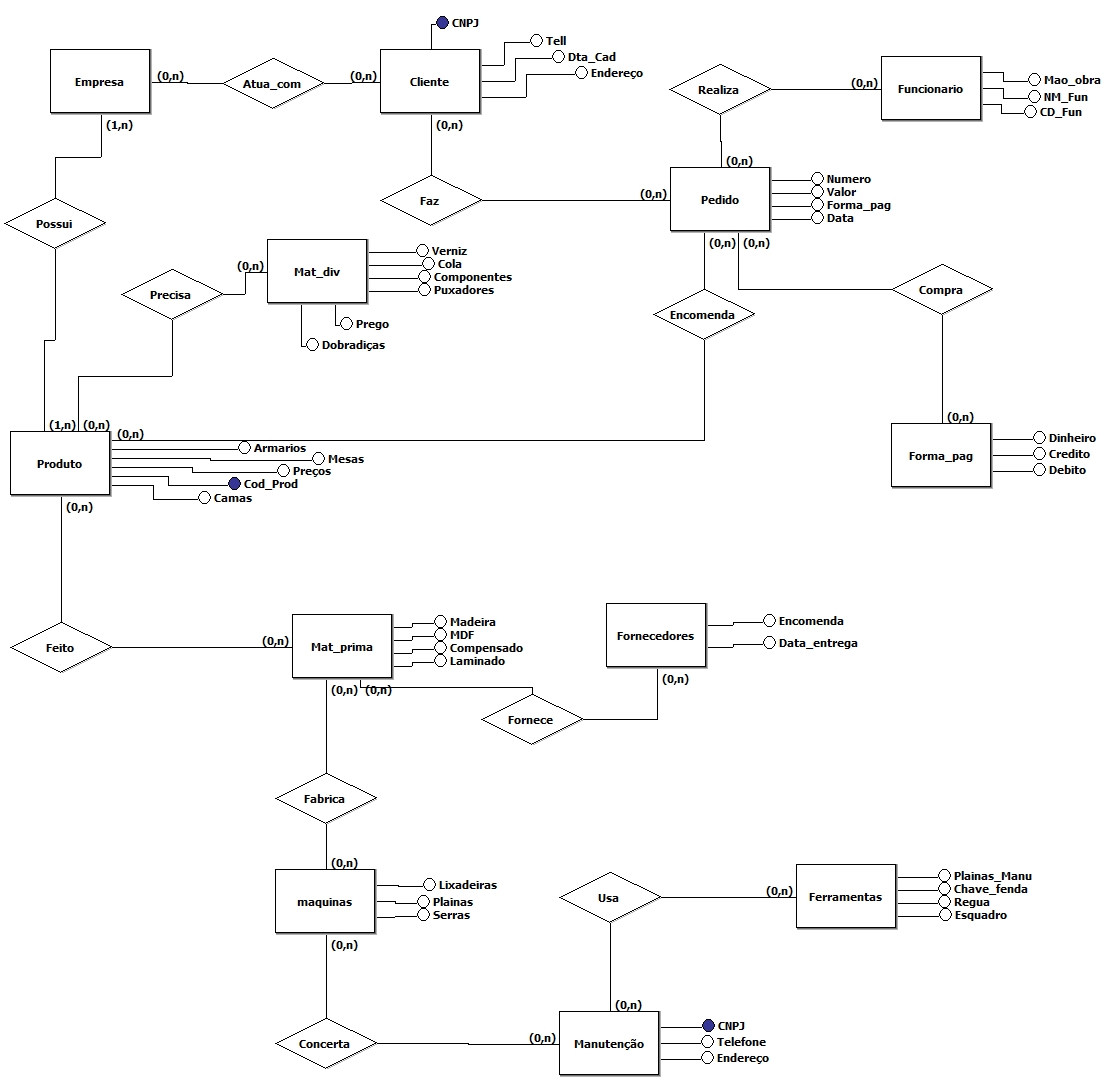 CNPJ
Tell
Dta_Cad
Endereço
Empresa
(0,n)
Atua_com
(0,n)
Cliente
(1,n)
(0,n)
Realiza
(0,n)
Funcionario
Mao_obra
NM_Fun
CD_Fun
(0,n)
Possui
Faz
(0,n)
Pedido
Numero
Valor
Forma_pag
Data
(0,n)
(0,n)
Precisa
(0,n)
Mat_div
Verniz
Cola
Componentes
Puxadores
Prego
Dobradiças
Encomenda
Compra
(1,n)
(0,n)
(0,n)
Produto
Armarios
Mesas
Preços
Cod_Prod
Camas
(0,n)
(0,n)
Forma_pag
Dinheiro
Credito
Debito
Feito
(0,n)
Mat_prima
Madeira
MDF
Compensado
Laminado
(0,n)
(0,n)
Fornecedores
Encomenda
Data_entrega
(0,n)
Fornece
Fabrica
(0,n)
maquinas
Lixadeiras
Plainas
Serras
(0,n)
Usa
(0,n)
Ferramentas
Plainas_Manu
Chave_fenda
Regua
Esquadro
(0,n)
Concerta
(0,n)
Manutenção
CNPJ
Telefone
Endereço